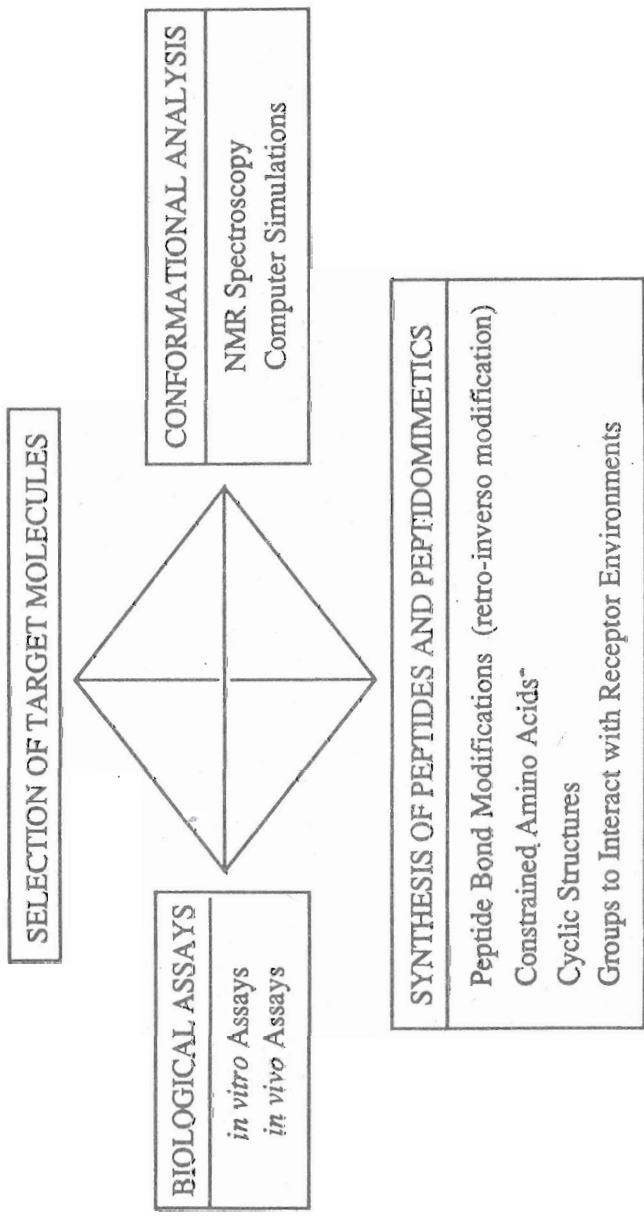 SELECTION OF TARGET MOLECULES
BIOLOGICAL ASSAYS
in vitro Assays
in vivo Assays
CONFORMATIONAL ANALYSIS
NMR Spectroscopy
Computer Simulations
SYNTHESIS OF PEPTIDES AND PEPTIDOMIMETICS
Peptide Bond Modifications (retro-inverso modification)
Constrained Amino Acids
Cyclic Structures
Groups to Interact with Receptor Environments